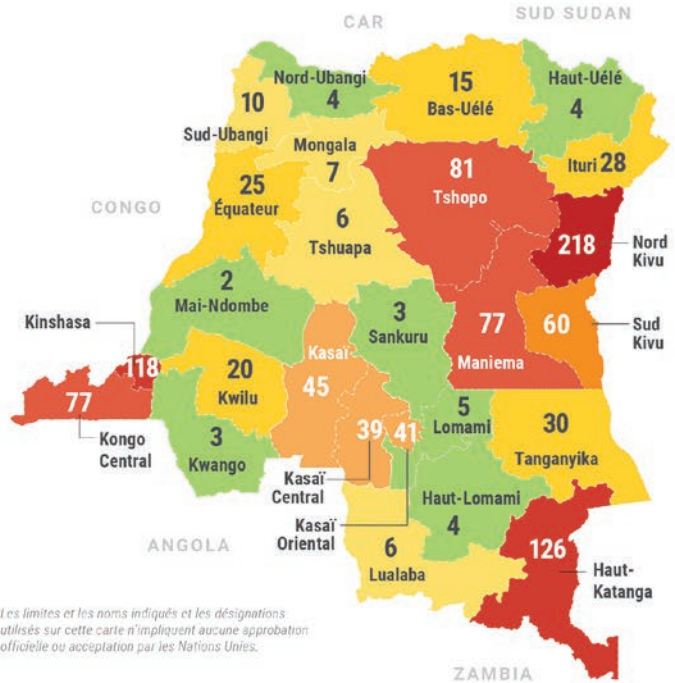 CAR
SUD SUDAN
Nord-Ubangi
4
15
Bas-Uélé
Haut-Uélé
4
10
Sud-Ubangi
Mongala
7
81
Tshopo
Ituri 28
25
Équateur
CONGO
6
Tshuapa
218
Nord
Kivu
2
Mai-Ndombe
3
Sankuru
77
Maniema
60
Sud
Kivu
Kinshasa
118
Kasaï
45
20
Kwilu
77
Kongo
Central
3
Kwango
39
41
5
Lomami
30
Tanganyika
Kasaï
Central
Kasaï
Oriental
Haut-Lomami
4
ANGOLA
6
Lualaba
126
Haut-
Katanga
Les limites et les noms indiqués et les désignations
utilisés sur cette carte n'impliquent aucune approbation
officielle ou acceptation par les Nations Unies.
ZAMBIA